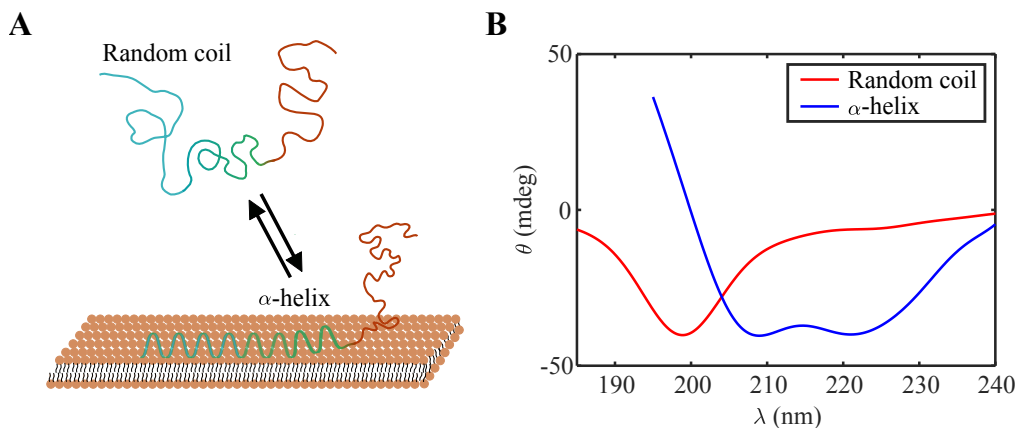 A
Random coil
α-helix
B
Random coil
α-helix
50
0
-50
θ (mdeg)
190 200 210 220 230 240
λ (nm)